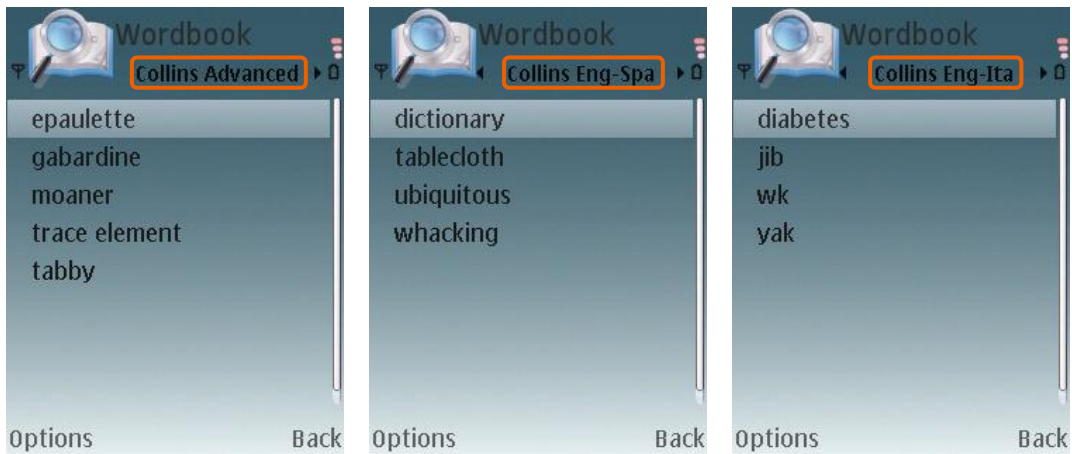 Wordbook
Collins Advanced
epaulette
gabardine
moaner
trace element
tabby
Options Back
Wordbook
Collins Eng-Spa
dictionary
tablecloth
ubiquitous
whacking
Options Back
Wordbook
Collins Eng-Ita
diabetes
jib
wk
yak
Options Back